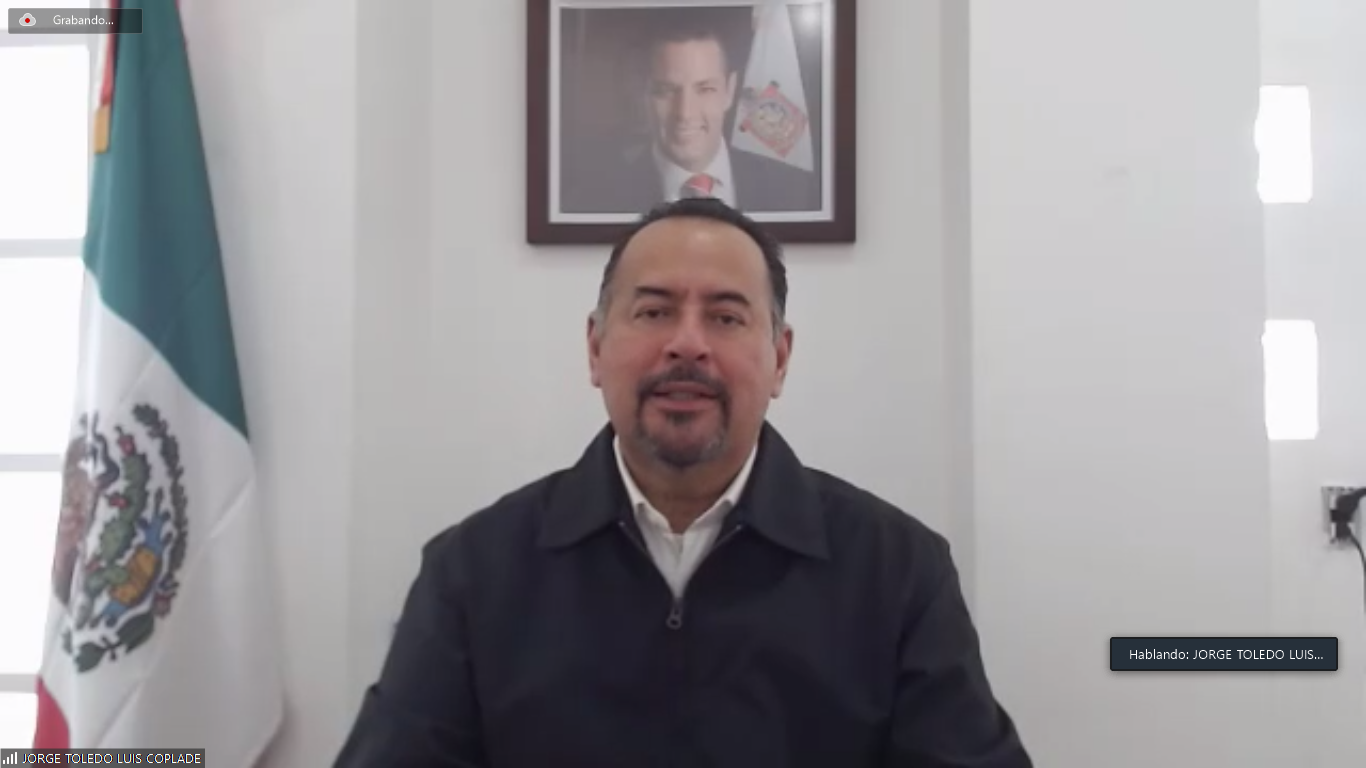 Grabando...
Hablando: JORGE TOLEDO LUIS...
JORGE TOLEDO LUIS COPLADE